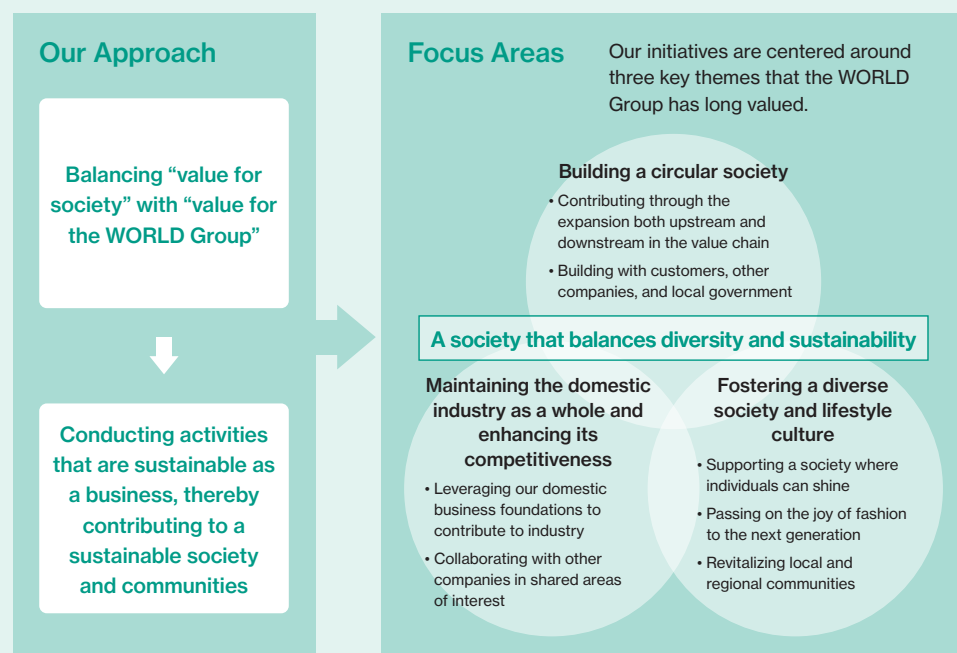 Our Approach
Balancing “value for
society” with “value for
the WORLD Group”
Conducting activities
that are sustainable as
a business, thereby
contributing to a
sustainable society
and communities
Focus Areas
Our initiatives are centered around
three key themes that the WORLD
Group has long valued.
Building a circular society
• Contributing through the
expansion both upstream and
downstream in the value chain
• Building with customers, other
companies, and local government
A society that balances diversity and sustainability
Maintaining the domestic
industry as a whole and
enhancing its
competitiveness
• Leveraging our domestic
business foundations to
contribute to industry
• Collaborating with other
companies in shared areas
of interest
Fostering a diverse
society and lifestyle
culture
• Supporting a society where
individuals can shine
• Passing on the joy of fashion
to the next generation
• Revitalizing local and
regional communities